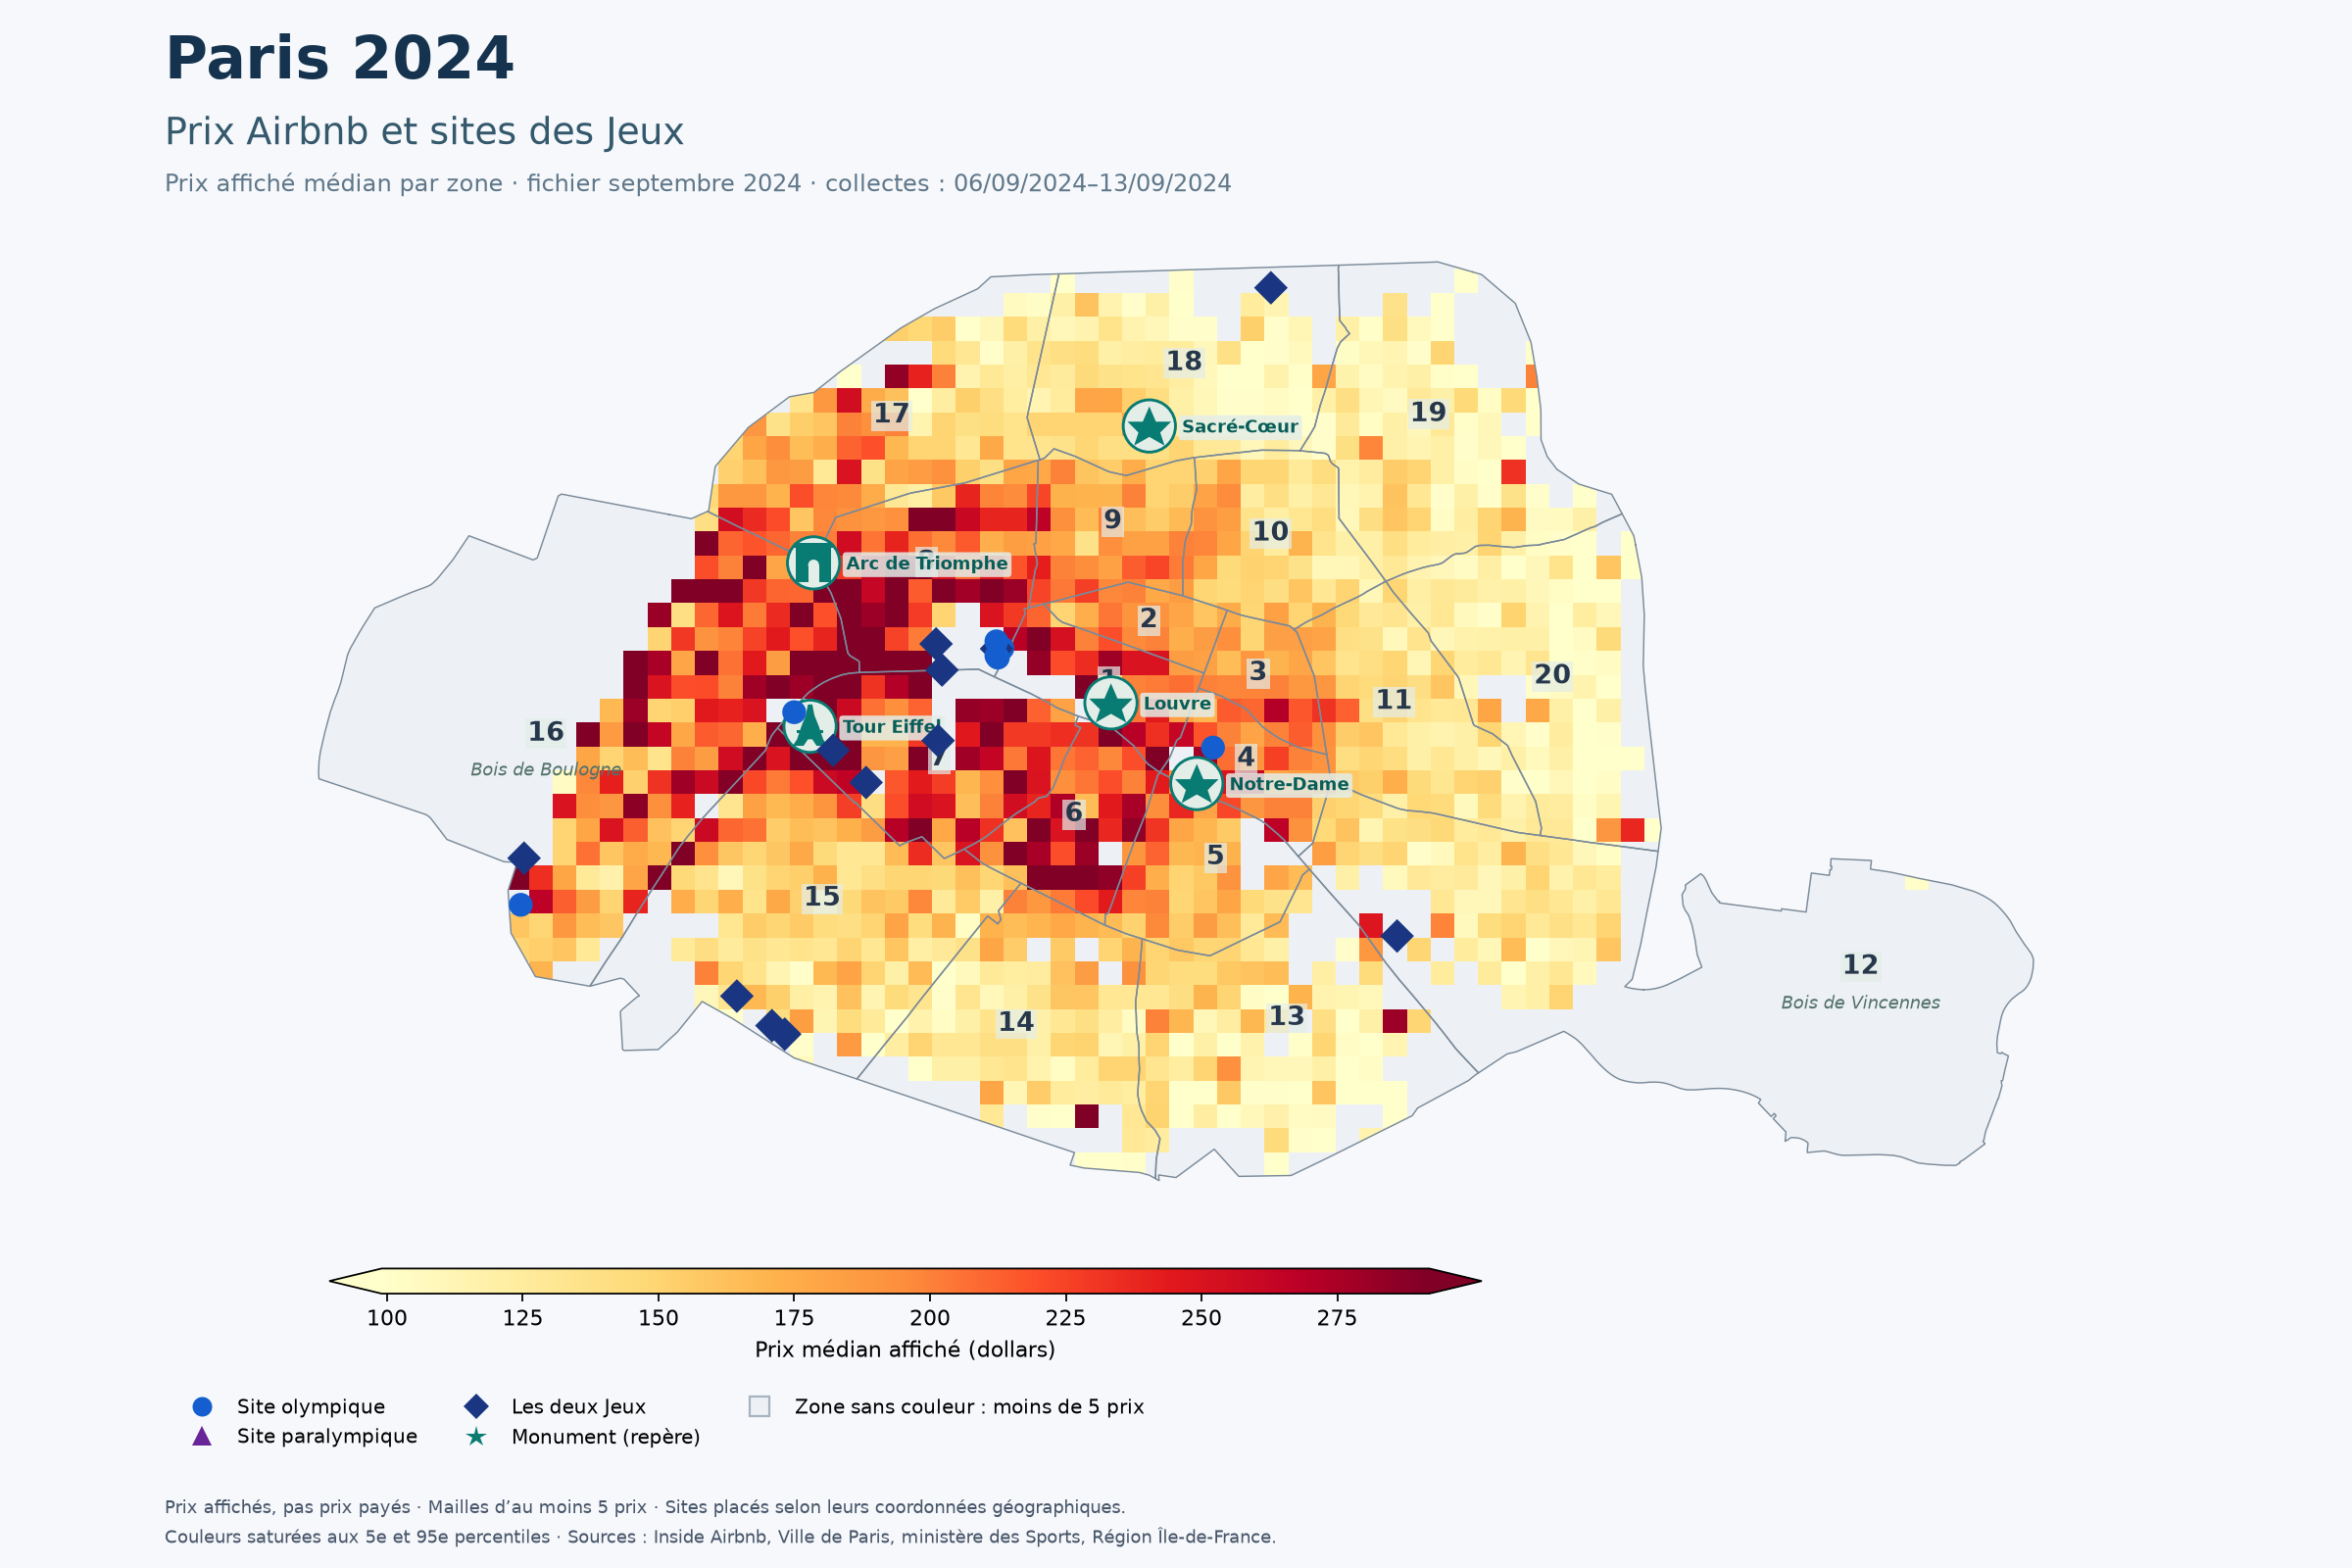 Paris 2024
Prix Airbnb et sites des Jeux
Prix affiché médian par zone · fichier septembre 2024 · collectes : 06/09/2024–13/09/2024
18
17
19
Sacré-Cœur
9
10
Arc de Triomphe
2
3
20
11
Louvre
16
Tour Eiffel
4
7
Bois de Boulogne
Notre-Dame
6
5
15
12
Bois de Vincennes
14
13
100 125 150 175 200 225 250 275
Prix médian affiché (dollars)
Site olympique
Les deux Jeux
Zone sans couleur : moins de 5 prix
Site paralympique
Monument (repère)
Prix affichés, pas prix payés · Mailles d’au moins 5 prix · Sites placés selon leurs coordonnées géographiques.
Couleurs saturées aux 5e et 95e percentiles · Sources : Inside Airbnb, Ville de Paris, ministère des Sports, Région Île-de-France.